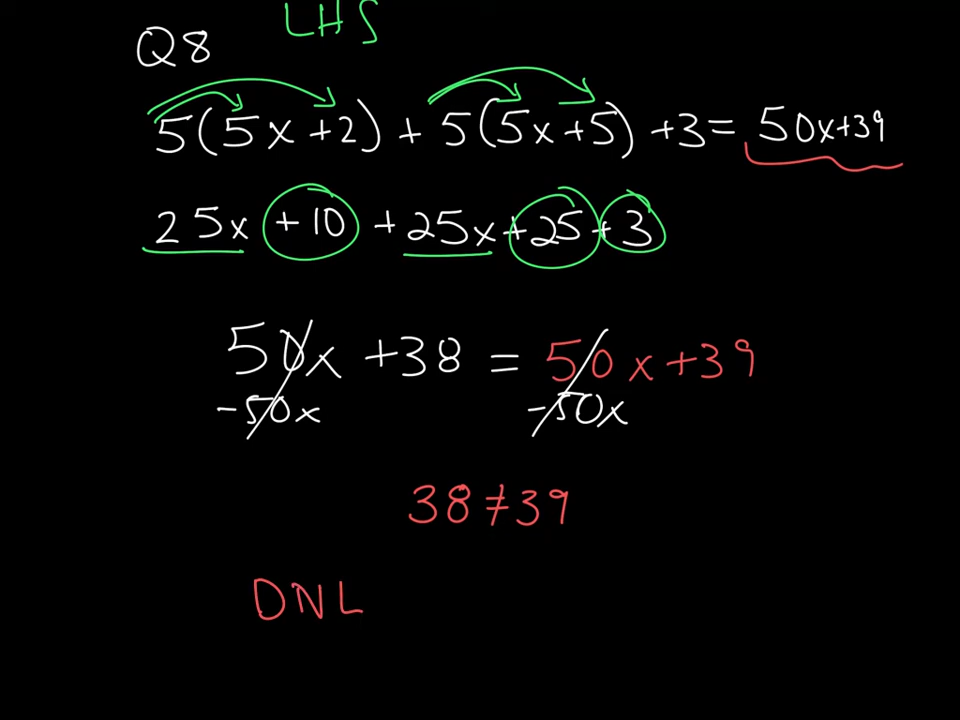 LHS
Q8
5(5x+2)+5(5x+5)+3=50x+39
25x+10+25x+25+3
50x+38=50x+39
-50x -50x
38≠39
DNL